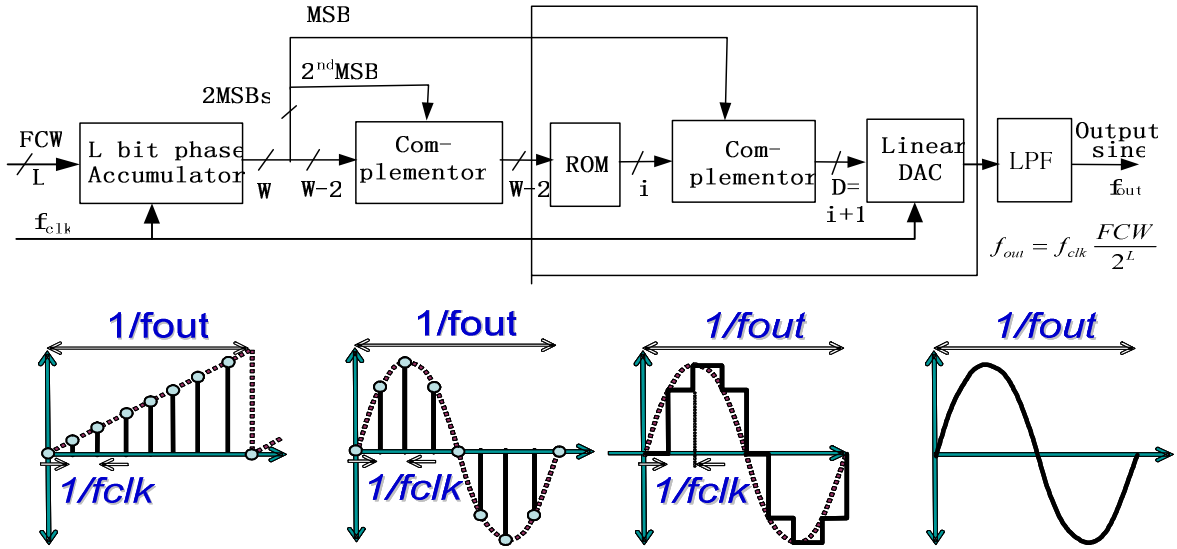 MSB
2ndMSB
2MSBs
FCW
L
L bit phase
Accumulator
W
W-2
Com-
plementor
W-2
ROM
i
Com-
plementor
D=
i+1
Linear
DAC
LPF
Output
sine
fout
fclk
fout = fclk FCW / 2^L
1/fout
1/fout
1/fout
1/fout
1/fclk
1/fclk
1/fclk